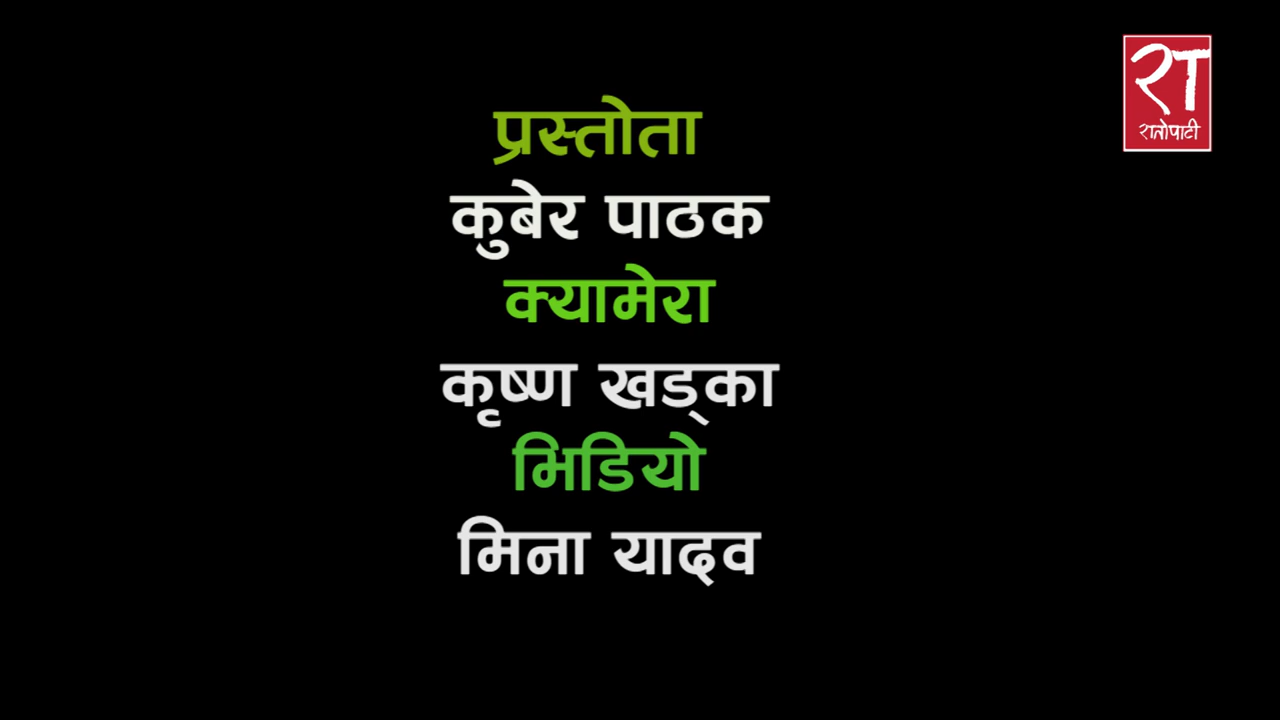 रा
रातोपाटी
प्रस्तोता
कुबेर पाठक
क्यामेरा
कृष्ण खड्का
भिडियो
मिना यादव